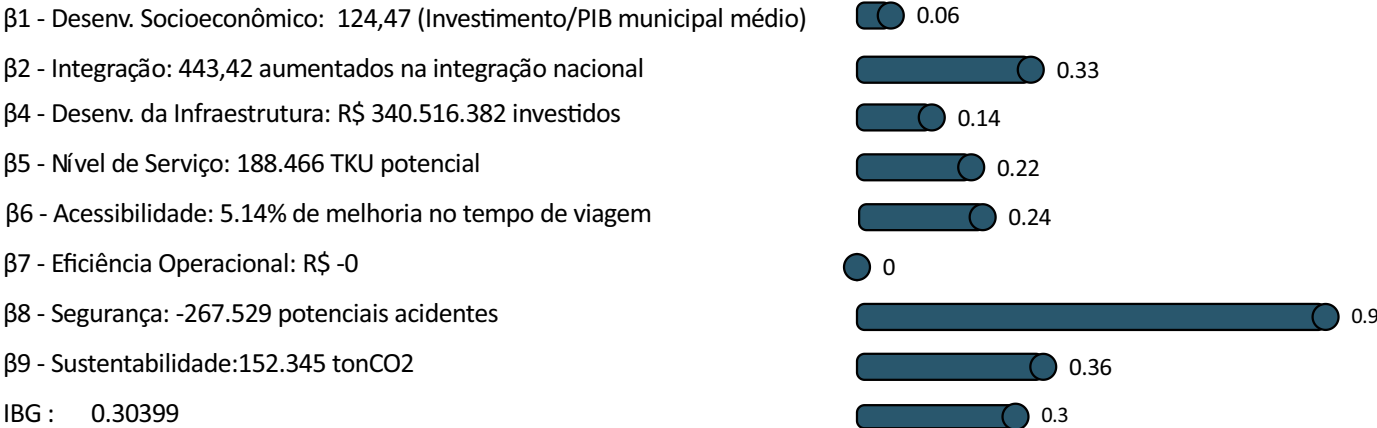 β1 - Desenv. Socioeconômico: 124,47 (Investimento/PIB municipal médio) 0.06
β2 - Integração: 443,42 aumentados na integração nacional 0.33
β4 - Desenv. da Infraestrutura: R$ 340.516.382 investidos 0.14
β5 - Nível de Serviço: 188.466 TKU potencial 0.22
β6 - Acessibilidade: 5.14% de melhoria no tempo de viagem 0.24
β7 - Eficiência Operacional: R$ -0 0
β8 - Segurança: -267.529 potenciais acidentes 0.9
β9 - Sustentabilidade:152.345 tonCO2 0.36
IBG : 0.30399 0.3